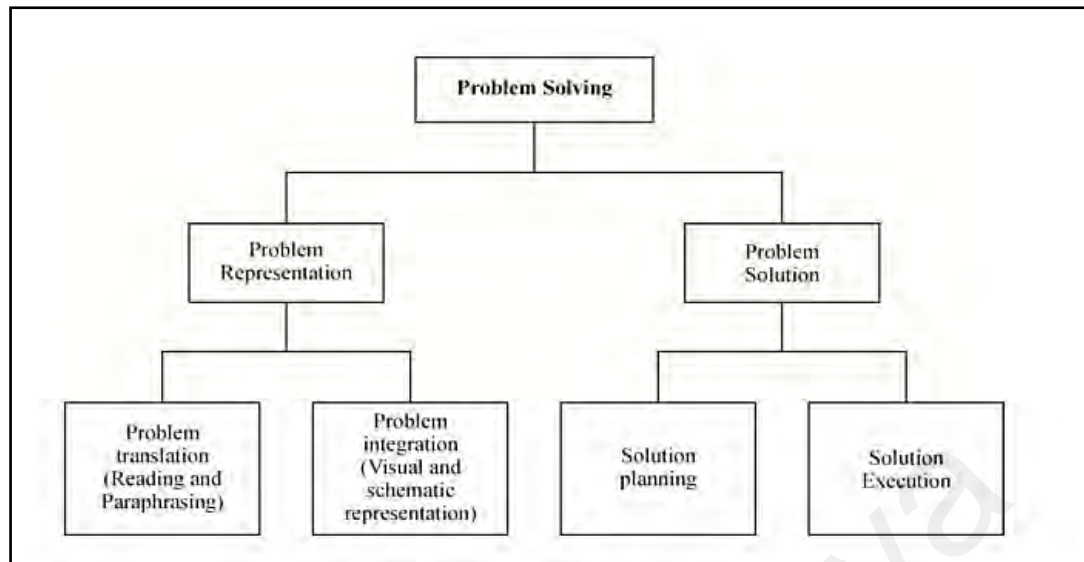 Problem Solving
Problem
Representation
Problem
Solution
Problem
translation
(Reading and
Paraphrasing)
Problem
integration
(Visual and
schematic
representation)
Solution
planning
Solution
Execution